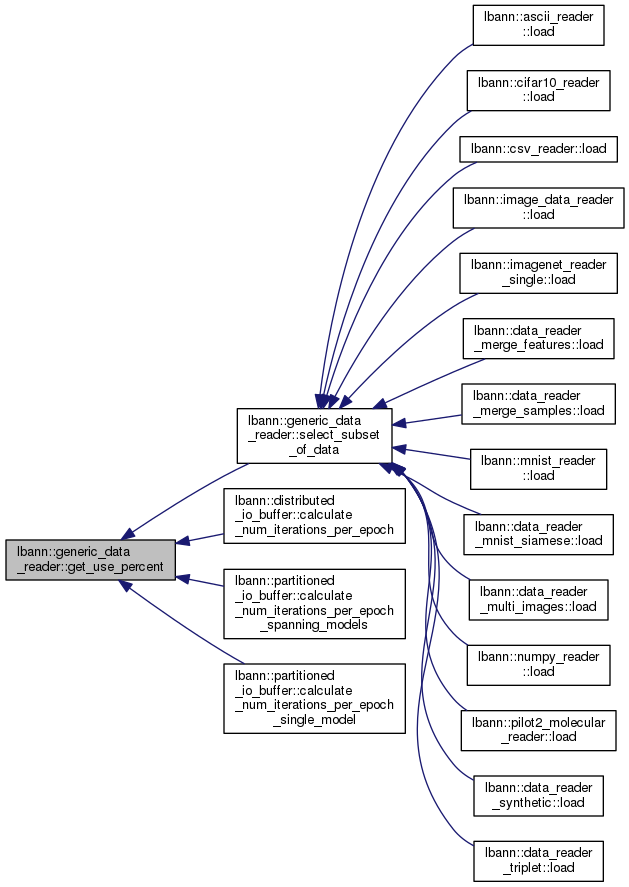 lbann::ascii_reader
::load
lbann::cifar10_reader
::load
lbann::csv_reader::load
lbann::image_data_reader
::load
lbann::imagenet_reader
_single::load
lbann::data_reader
_merge_features::load
lbann::data_reader
_merge_samples::load
lbann::generic_data
_reader::select_subset
_of_data
lbann::mnist_reader
::load
lbann::distributed
_io_buffer::calculate
_num_iterations_per_epoch
lbann::data_reader
_mnist_siamese::load
lbann::generic_data
_reader::get_use_percent
lbann::partitioned
_io_buffer::calculate
_num_iterations_per_epoch
_spanning_models
lbann::data_reader
_multi_images::load
lbann::numpy_reader
::load
lbann::partitioned
_io_buffer::calculate
_num_iterations_per_epoch
_single_model
lbann::pilot2_molecular
_reader::load
lbann::data_reader
_synthetic::load
lbann::data_reader
_triplet::load